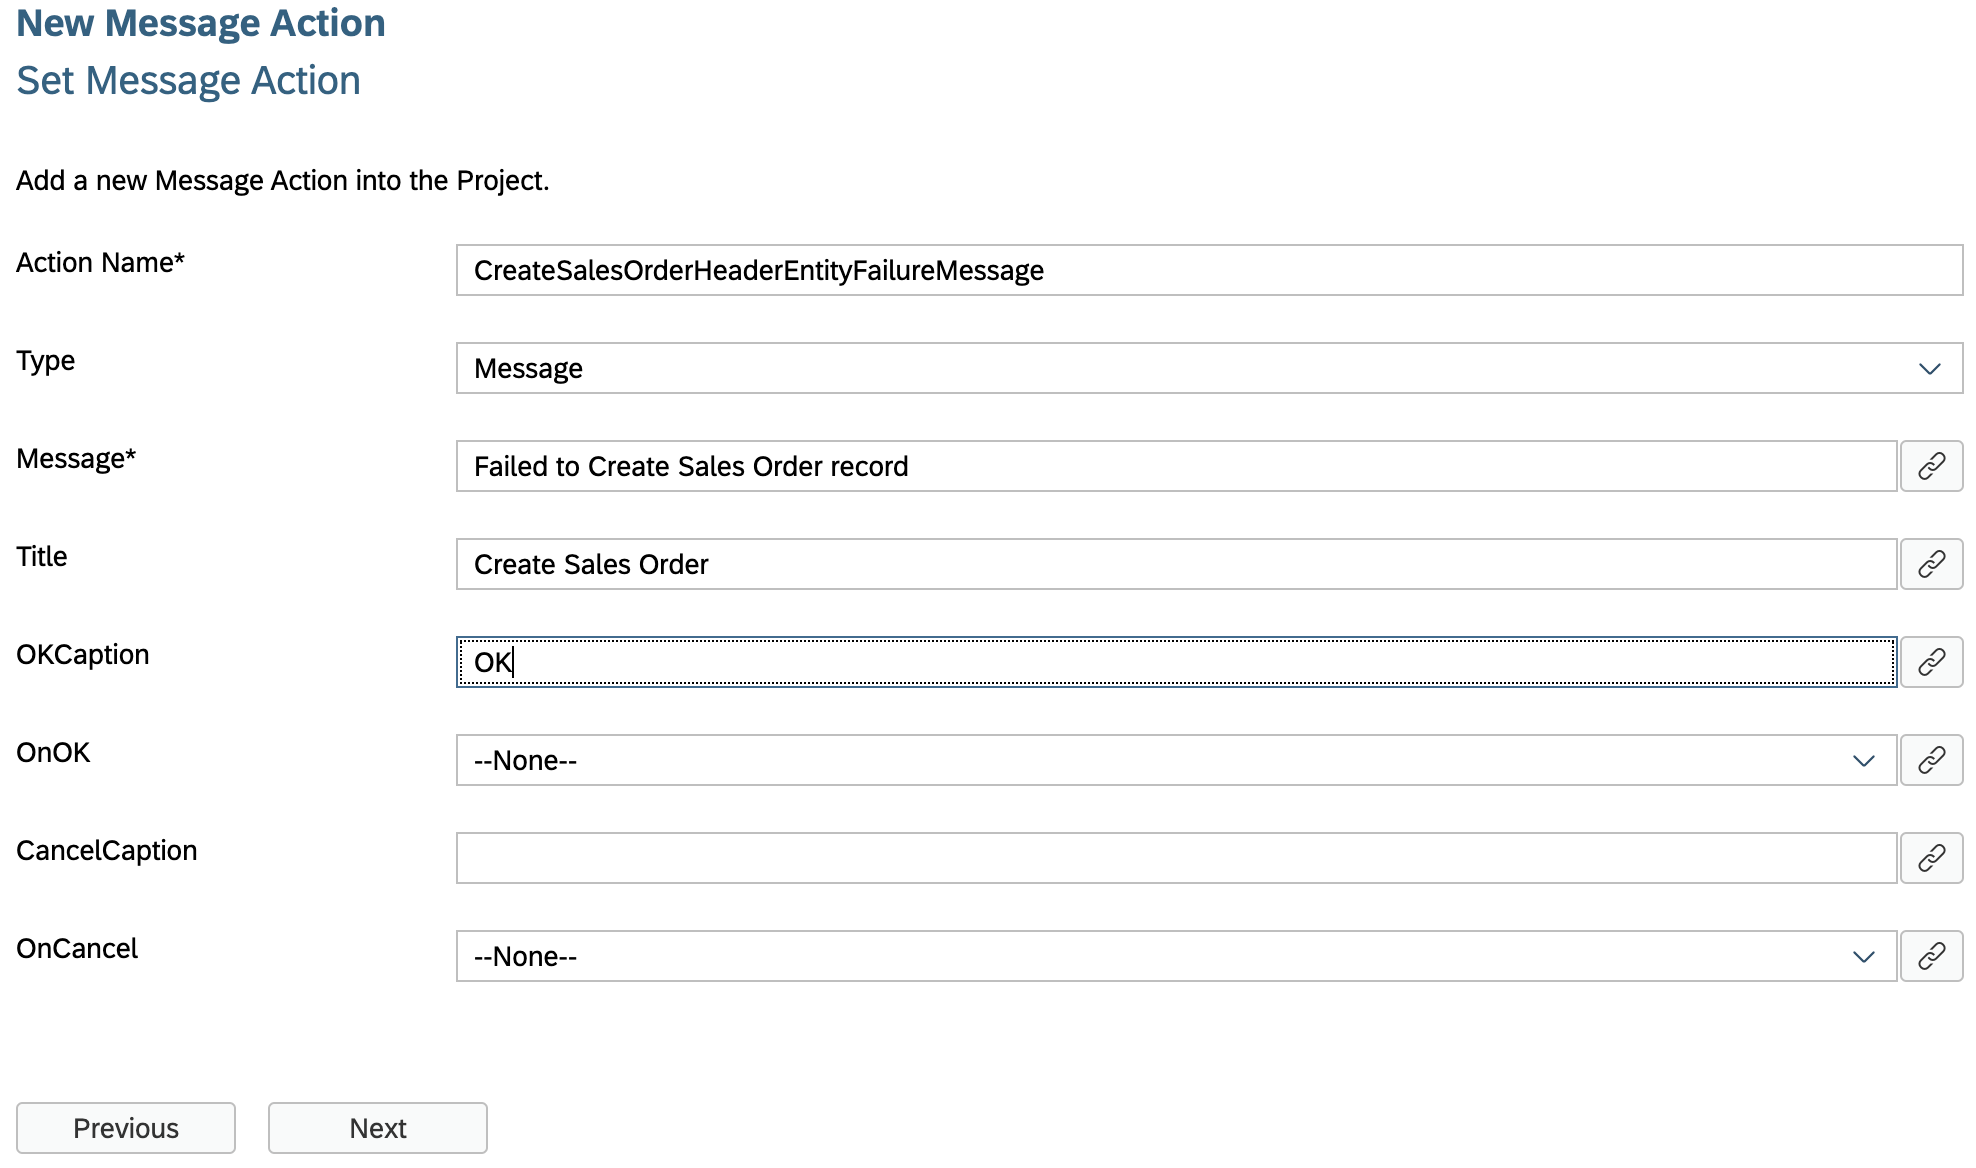 New Message Action
Set Message Action
Add a new Message Action into the Project.
Action Name*
CreateSalesOrderHeaderEntityFailureMessage
Type
Message
Message*
Failed to Create Sales Order record
Title
Create Sales Order
OKCaption
OK
OnOK
--None--
CancelCaption
OnCancel
--None--
Previous
Next